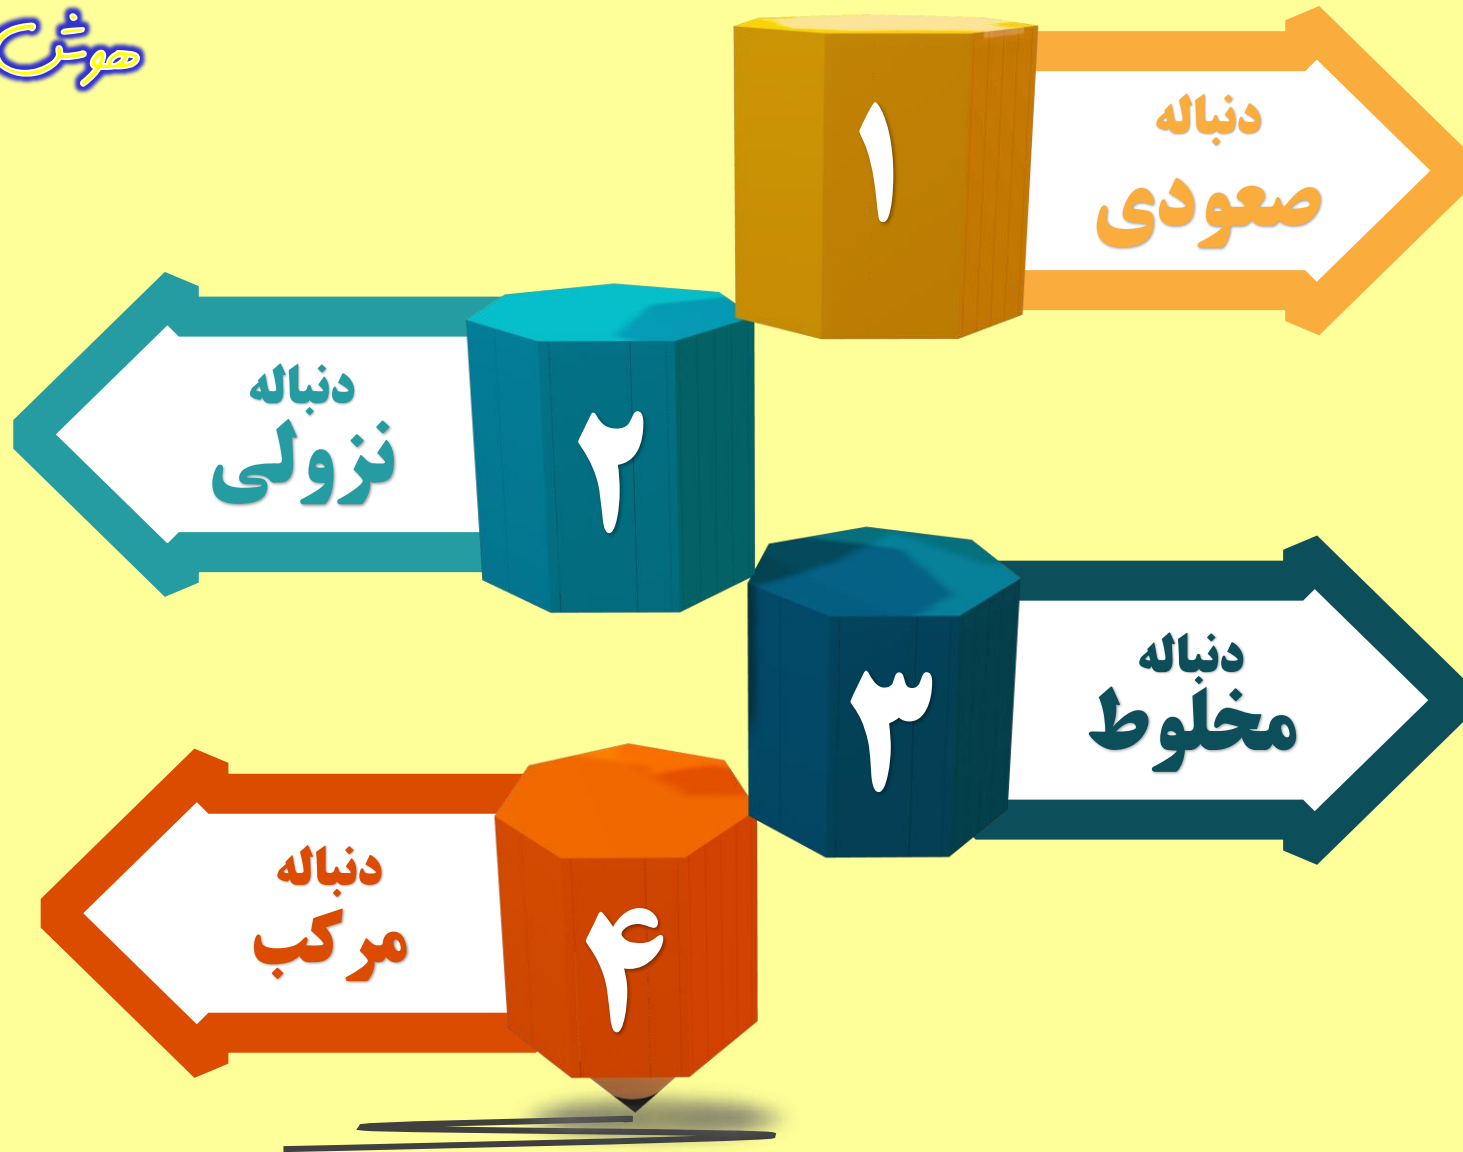 هوش
۱
دنباله
صعودی
۲
دنباله
نزولی
۳
دنباله
مخلوط
۴
دنباله
مرکب